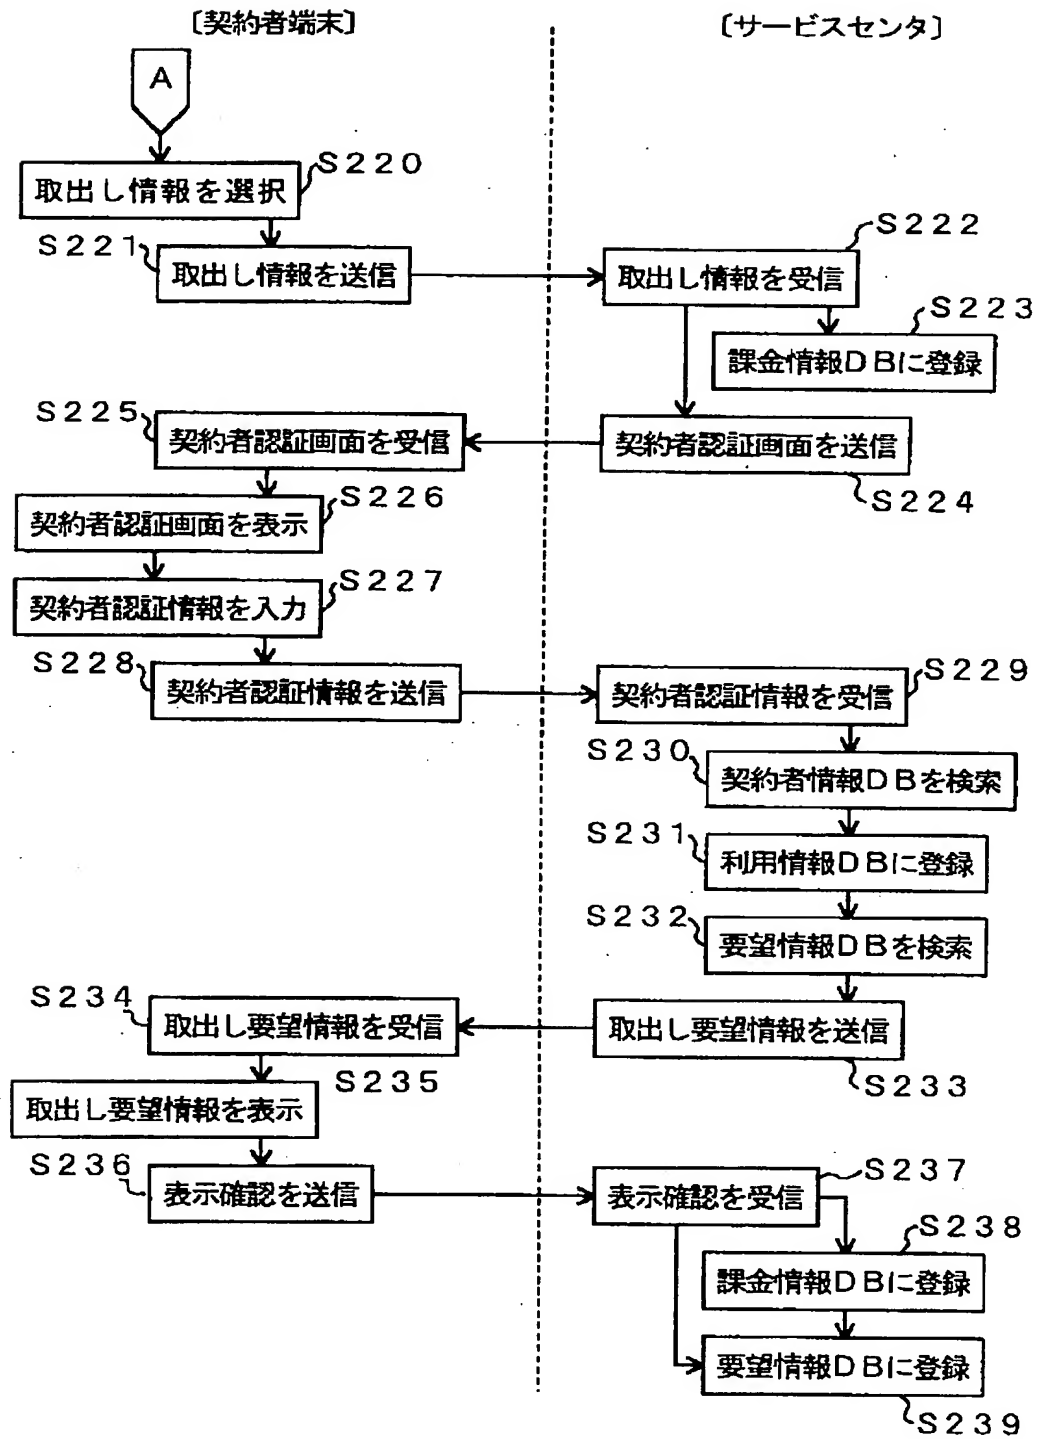 〔契約者端末〕
〔サービスセンタ〕
A
S220
取出し情報を選択
S221
取出し情報を送信
S222
取出し情報を受信
S223
課金情報DBに登録
S225
契約者認証画面を受信
契約者認証画面を送信
S224
S226
契約者認証画面を表示
S227
契約者認証情報を入力
S228
契約者認証情報を送信
S229
契約者認証情報を受信
S230
契約者情報DBを検索
S231
利用情報DBに登録
S232
要望情報DBを検索
S234
取出し要望情報を受信
取出し要望情報を送信
S233
S235
取出し要望情報を表示
S236
表示確認を送信
S237
表示確認を受信
S238
課金情報DBに登録
要望情報DBに登録
S239